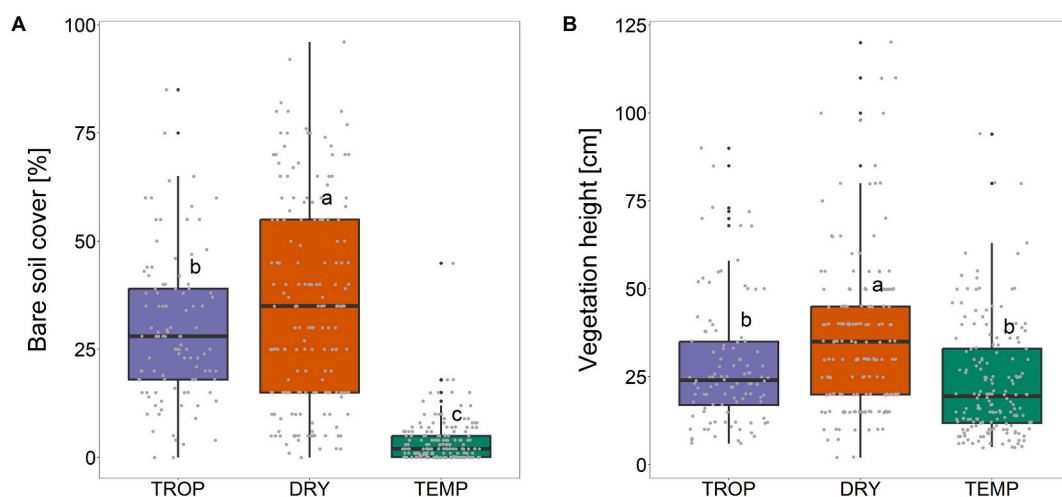 A
Bare soil cover [%]
100
75
50
25
0
b
a
c
TROP DRY TEMP
B
Vegetation height [cm]
125
100
75
50
25
0
b
a
b
TROP DRY TEMP